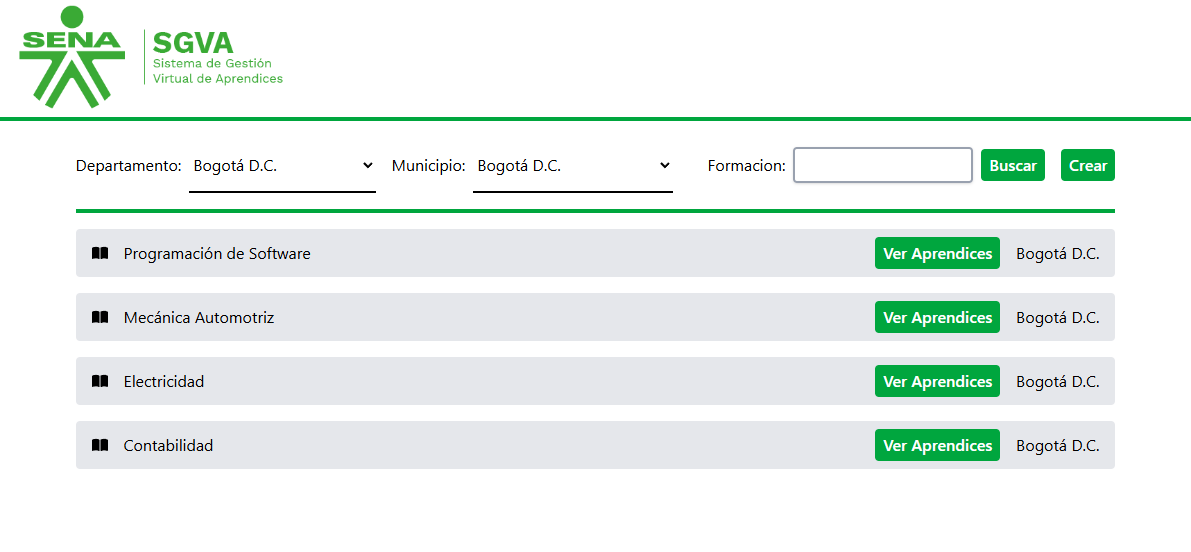 SENA
SGVA
Sistema de Gestión
Virtual de Aprendices
Departamento: Bogotá D.C. Municipio: Bogotá D.C. Formacion: Buscar Crear
Programación de Software Ver Aprendices Bogotá D.C.
Mecánica Automotriz Ver Aprendices Bogotá D.C.
Electricidad Ver Aprendices Bogotá D.C.
Contabilidad Ver Aprendices Bogotá D.C.